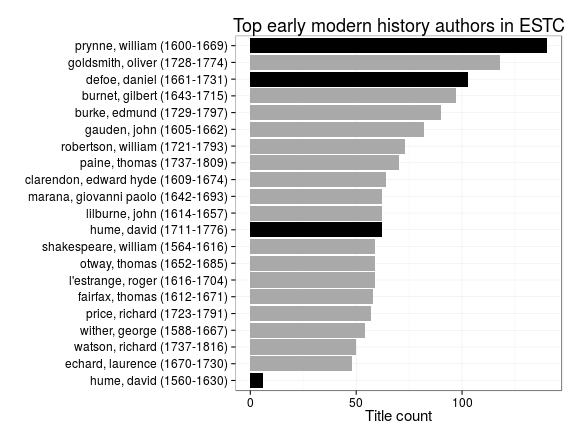 Top early modern history authors in ESTC
prynne, william (1600-1669)
goldsmith, oliver (1728-1774)
defoe, daniel (1661-1731)
burnet, gilbert (1643-1715)
burke, edmund (1729-1797)
gauden, john (1605-1662)
robertson, william (1721-1793)
paine, thomas (1737-1809)
clarendon, edward hyde (1609-1674)
marana, giovanni paolo (1642-1693)
lilburne, john (1614-1657)
hume, david (1711-1776)
shakespeare, william (1564-1616)
otway, thomas (1652-1685)
l'estrange, roger (1616-1704)
fairfax, thomas (1612-1671)
price, richard (1723-1791)
wither, george (1588-1667)
watson, richard (1737-1816)
echard, laurence (1670-1730)
hume, david (1560-1630)
0 50 100
Title count